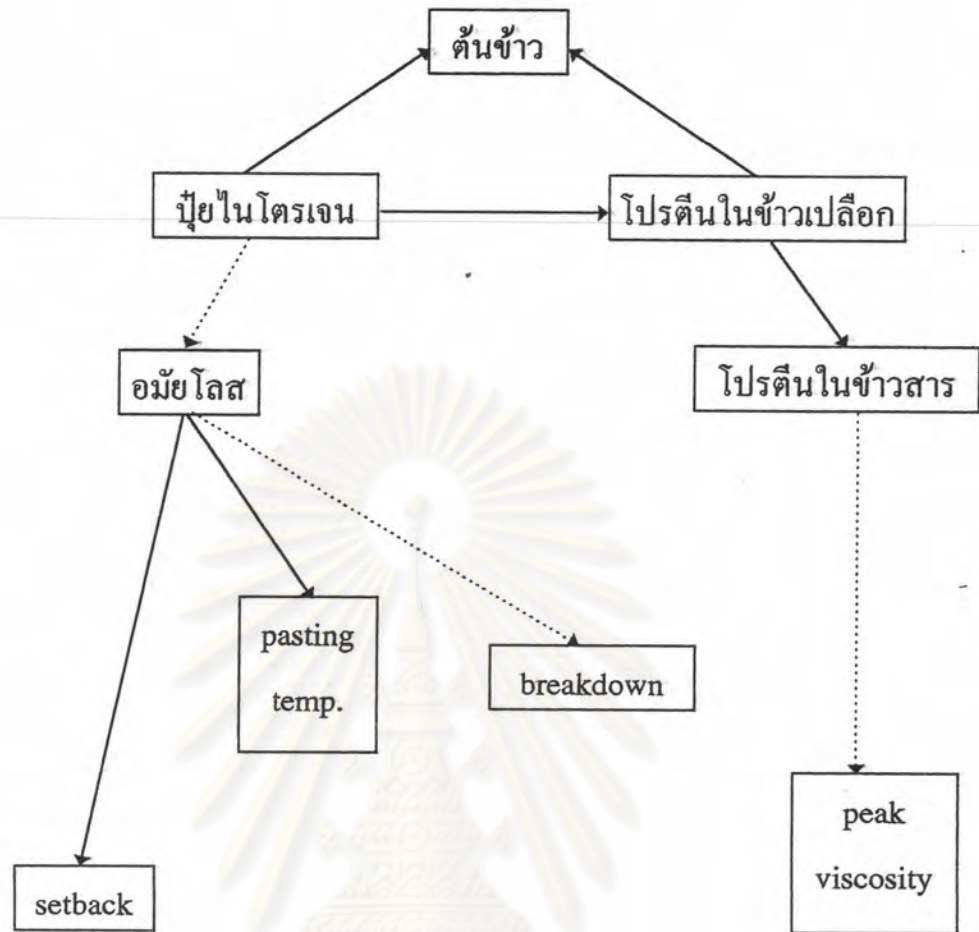 ต้นข้าว
ปุ๋ยไนโตรเจน
โปรตีนในข้าวเปลือก
อมัยโลส
โปรตีนในข้าวสาร
pasting
temp.
breakdown
peak
viscosity
setback